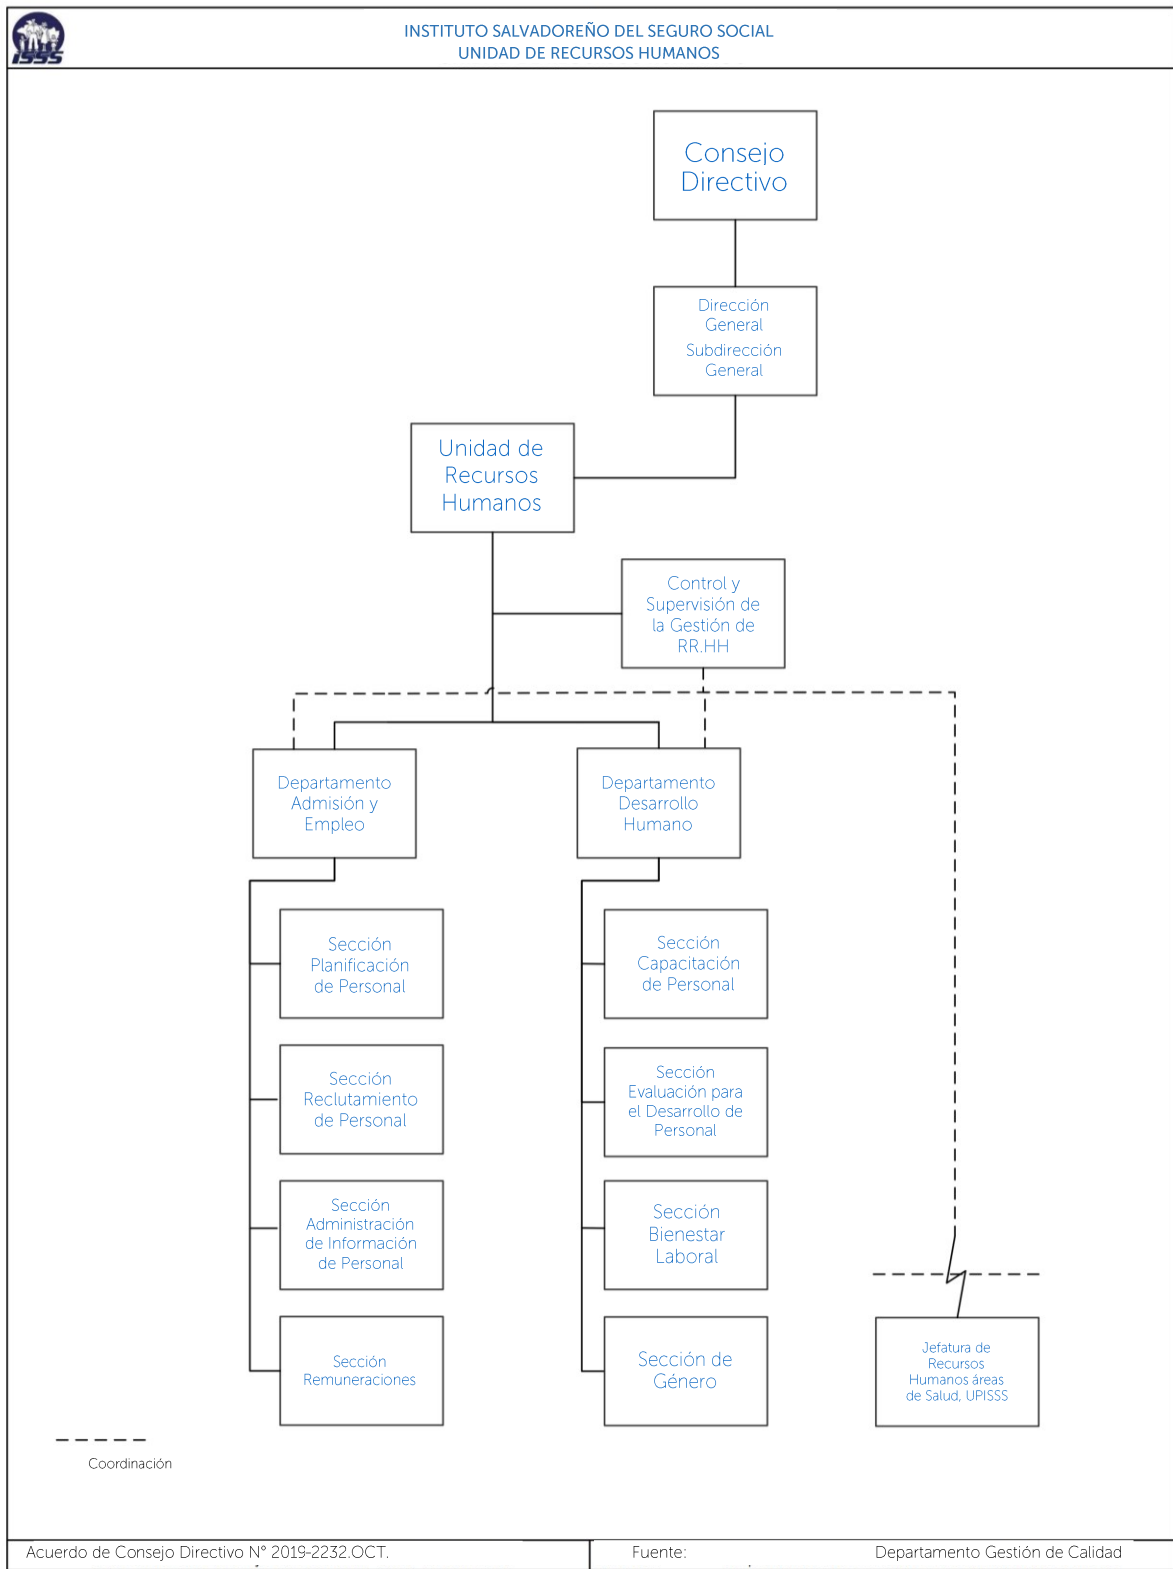 ISSS
INSTITUTO SALVADOREÑO DEL SEGURO SOCIAL
UNIDAD DE RECURSOS HUMANOS
Consejo
Directivo
Dirección
General
Subdirección
General
Unidad de
Recursos
Humanos
Control y
Supervisión de
la Gestión de
RR.HH
Departamento
Admisión y
Empleo
Departamento
Desarrollo
Humano
Sección
Planificación
de Personal
Sección
Capacitación
de Personal
Sección
Reclutamiento
de Personal
Sección
Evaluación para
el Desarrollo de
Personal
Sección
Administración
de Información
de Personal
Sección
Bienestar
Laboral
Sección
Remuneraciones
Sección de
Género
Jefatura de
Recursos
Humanos áreas
de Salud, UPISSS
Coordinación
Acuerdo de Consejo Directivo N° 2019-2232.OCT.
Fuente: Departamento Gestión de Calidad